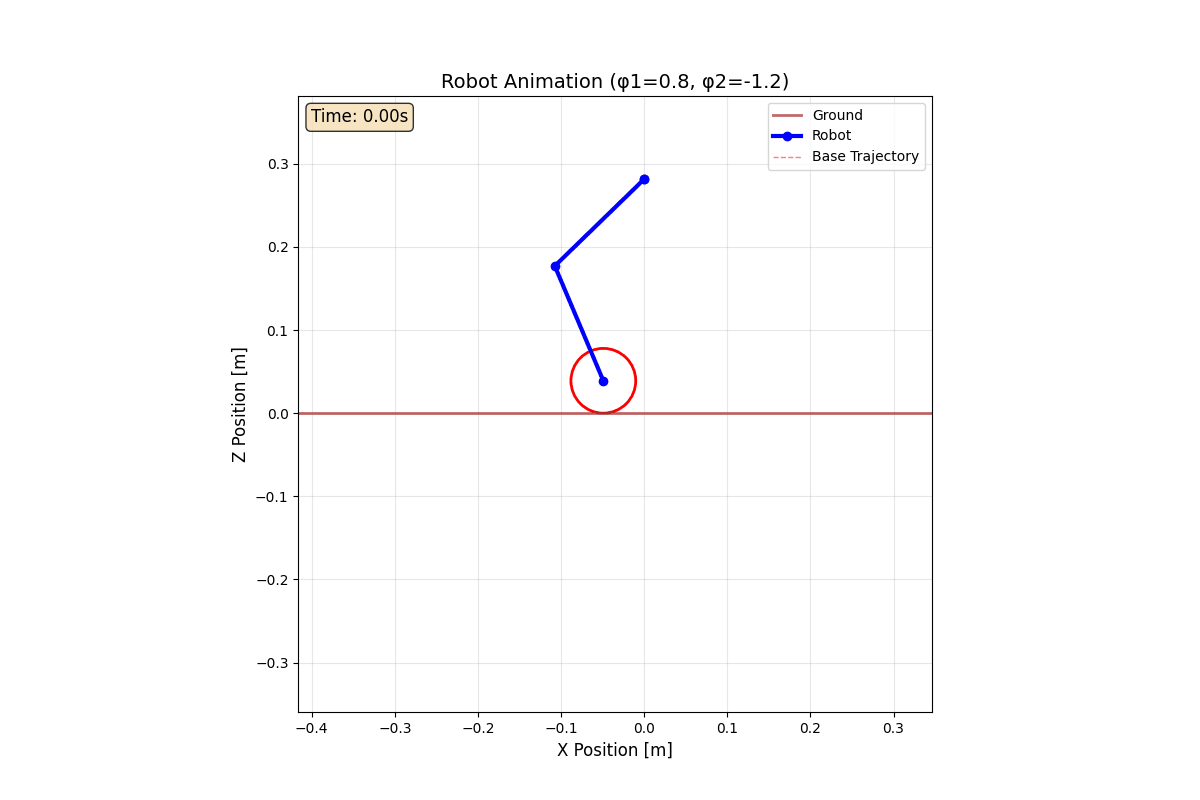 Robot Animation (φ1=0.8, φ2=-1.2)
Time: 0.00s
Ground
Robot
Base Trajectory
Z Position [m]
0.3
0.2
0.1
0.0
−0.1
−0.2
−0.3
−0.4
−0.3
−0.2
−0.1
0.0
0.1
0.2
0.3
X Position [m]